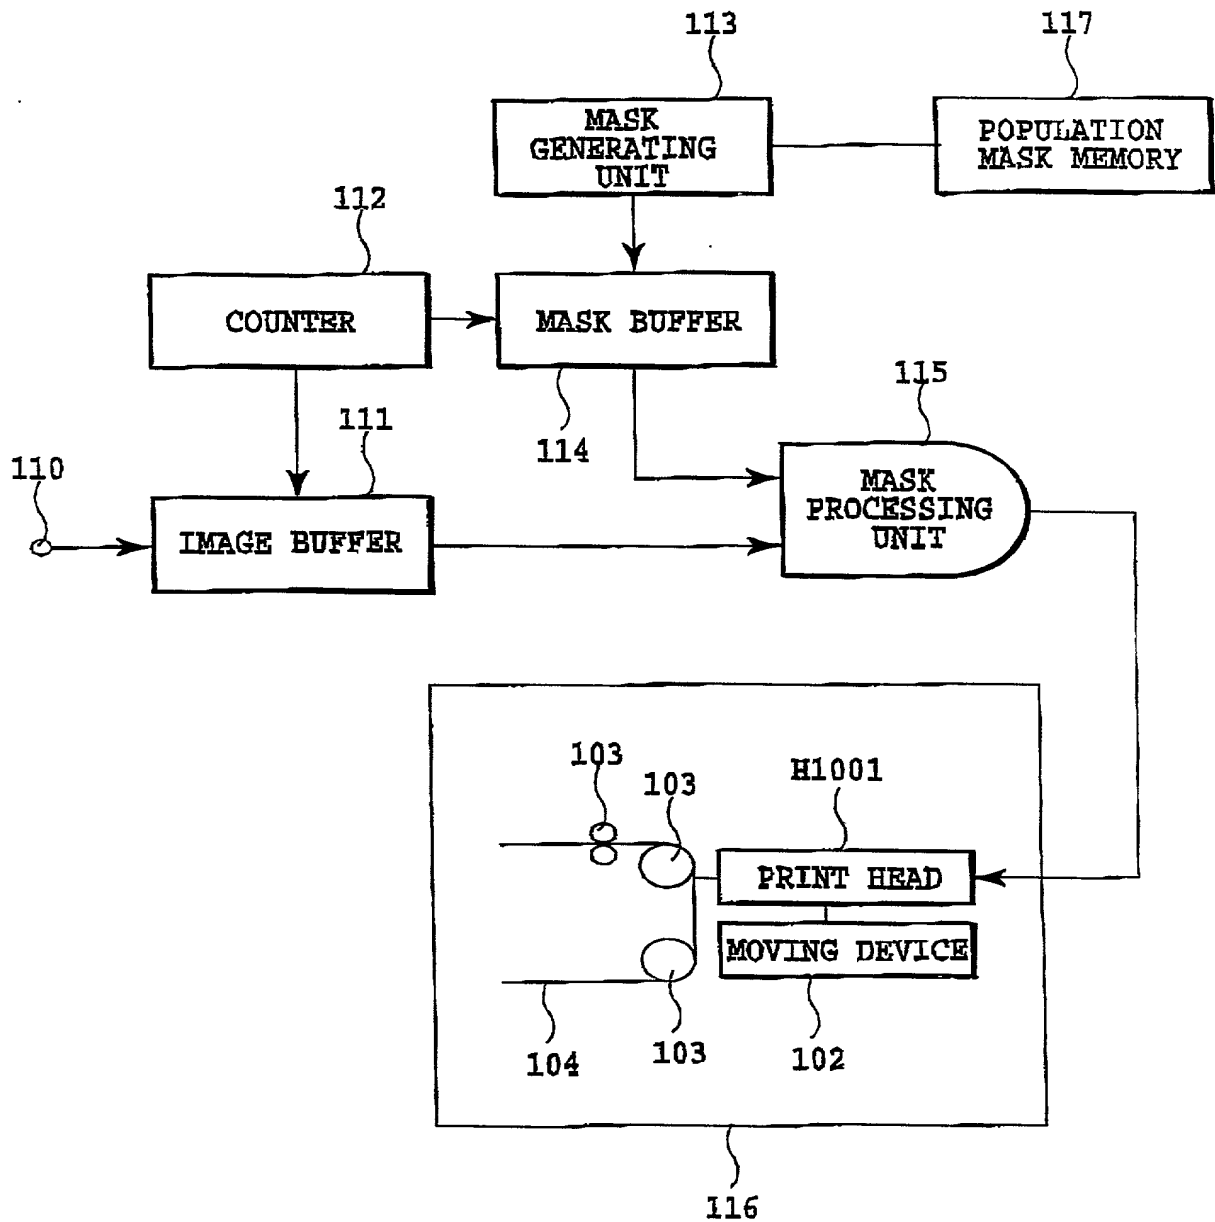 113
117
MASK
GENERATING
UNIT
POPULATION
MASK MEMORY
112
COUNTER
MASK BUFFER
115
111
114
110
MASK
PROCESSING
UNIT
IMAGE BUFFER
103
103
H1001
PRINT HEAD
MOVING DEVICE
104
103
102
116